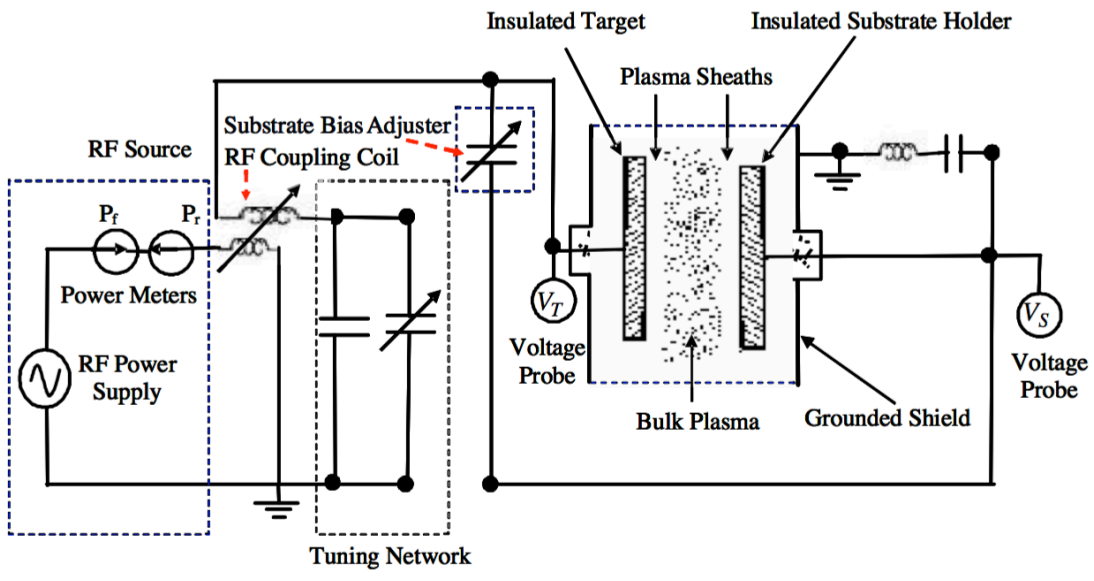 Insulated Target
Insulated Substrate Holder
Plasma Sheaths
Substrate Bias Adjuster
RF Coupling Coil
RF Source
Pf
Pr
Power Meters
RF Power
Supply
VT
Voltage
Probe
VS
Voltage
Probe
Bulk Plasma
Grounded Shield
Tuning Network